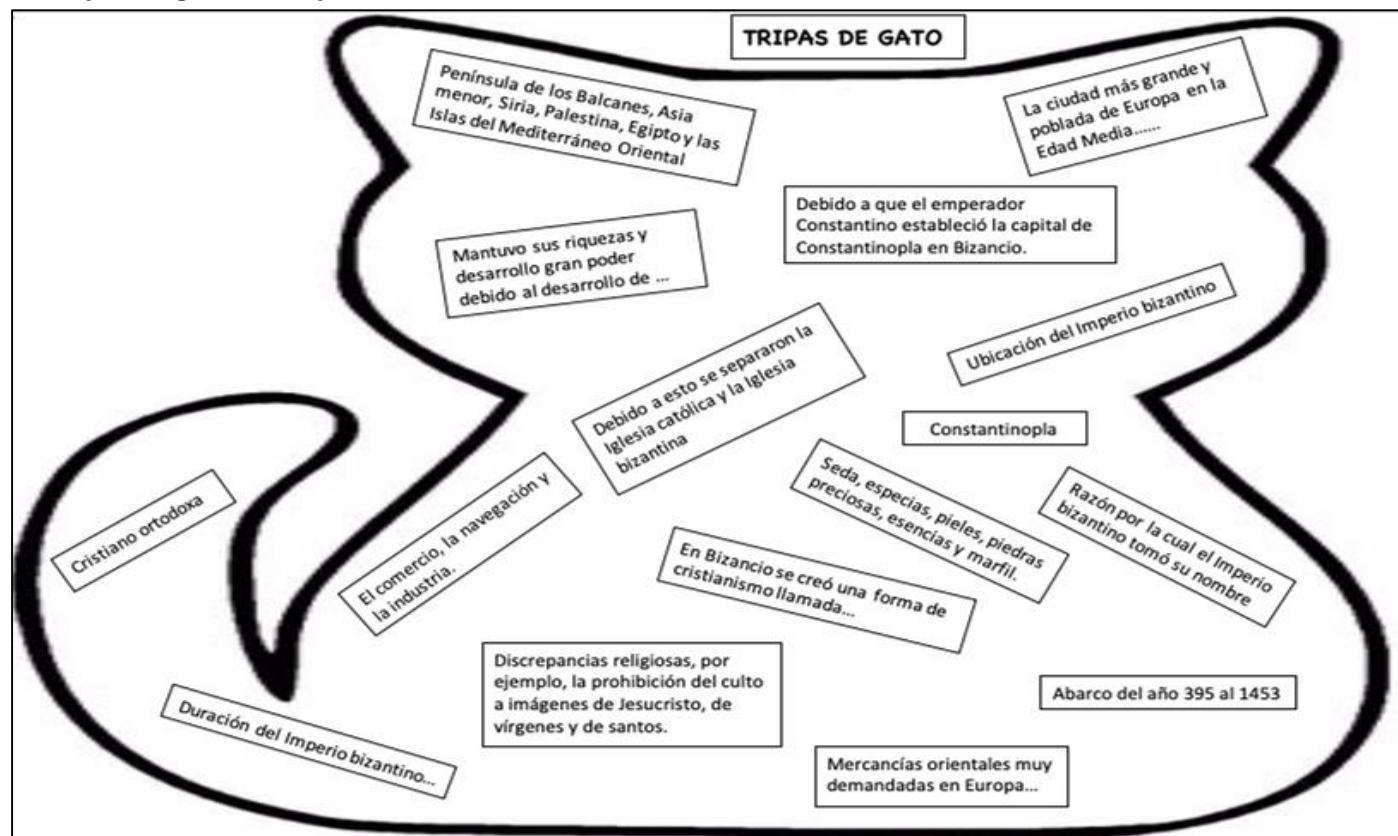 TRIPAS DE GATO
Península de los Balcanes, Asia
menor, Siria, Palestina, Egipto y las
Islas del Mediterráneo Oriental
La ciudad más grande y
poblada de Europa en la
Edad Media......
Debido a que el emperador
Constantino estableció la capital de
Constantinopla en Bizancio.
Mantuvo sus riquezas y
desarrollo gran poder
debido al desarrollo de ...
Ubicación del Imperio bizantino
Debido a esto se separaron la
Iglesia católica y la Iglesia
bizantina
Constantinopla
Seda, especias, pieles, piedras
preciosas, esencias y marfil.
Razón por la cual el Imperio
bizantino tomó su nombre
Cristiano ortodoxa
El comercio, la navegación y
la industria.
En Bizancio se creó una forma de
cristianismo llamada...
Discrepancias religiosas, por
ejemplo, la prohibición del culto
a imágenes de Jesucristo, de
vírgenes y de santos.
Abarco del año 395 al 1453
Duración del Imperio bizantino...
Mercancías orientales muy
demandadas en Europa...